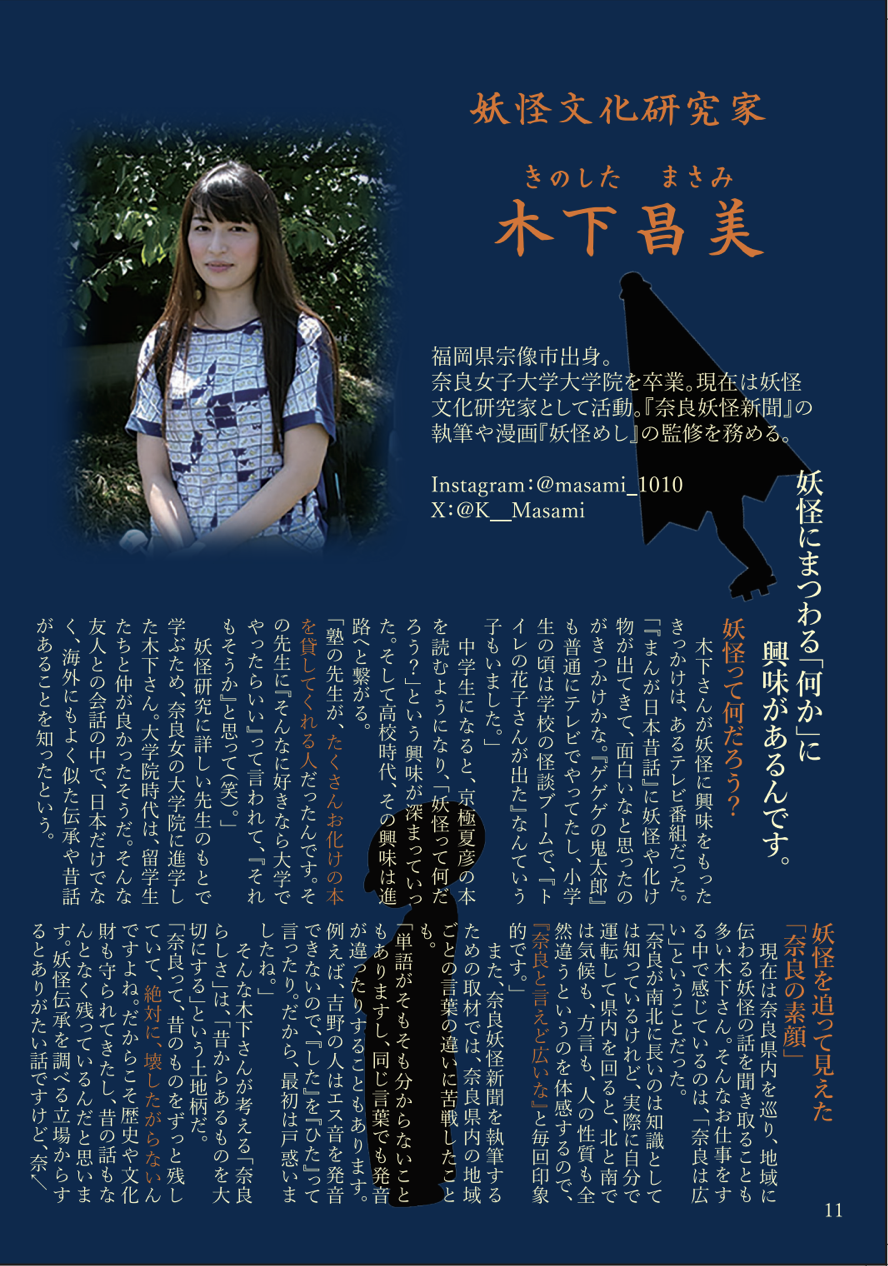 妖怪文化研究家
きのした　まさみ
木下昌美
福岡県宗像市出身。
奈良女子大学大学院を卒業。現在は妖怪
文化研究家として活動。『奈良妖怪新聞』の
執筆や漫画『妖怪めし』の監修を務める。
Instagram：@masami_1010
X：@K__Masami
妖怪にまつわる「何か」に
興味があるんです。
妖怪って何だろう？
　木下さんが妖怪に興味をもった
きっかけは、あるテレビ番組だった。
「『まんが日本昔話』に妖怪や化け
物が出てきて、面白いなと思ったの
がきっかけかな。『ゲゲゲの鬼太郎』
も普通にテレビでやってたし、小学
生の頃は学校の怪談ブームで、『ト
イレの花子さんが出た』なんていう
子もいました。」
　中学生になると、京極夏彦の本
を読むようになり、「妖怪って何だ
ろう？」という興味が深まっていっ
た。そして高校時代、その興味は進
路へと繋がる。
「塾の先生が、たくさんお化けの本
を貸してくれる人だったんです。そ
の先生に『そんなに好きなら大学で
やったらいい』って言われて、『それ
もそうか』と思って（笑）。」
　妖怪研究に詳しい先生のもとで
学ぶため、奈良女の大学院に進学し
た木下さん。大学院時代は、留学生
たちと仲が良かったそうだ。そんな
友人との会話の中で、日本だけでな
く、海外にもよく似た伝承や昔話
があることを知ったという。
妖怪を追って見えた
「奈良の素顔」
　現在は奈良県内を巡り、地域に
伝わる妖怪の話を聞き取ることも
多い木下さん。そんなお仕事をす
る中で感じているのは、「奈良は広
い」ということだった。
「奈良が南北に長いのは知識として
は知っているけれど、実際に自分で
運転して県内を回ると、北と南で
は気候も、方言も、人の性質も全
然違うというのを体感するので、
『奈良と言えど広いな』と毎回印象
的です。」
　また、奈良妖怪新聞を執筆する
ための取材では、奈良県内の地域
ごとの言葉の違いに苦戦したこと
も。
「単語がそもそも分からないこと
もありますし、同じ言葉でも発音
が違ったりすることもあります。
例えば、吉野の人はエス音を発音
できないので、『した』を『ひた』って
言ったり。だから、最初は戸惑いま
したね。」
　そんな木下さんが考える「奈良
らしさ」は、「昔からあるものを大
切にする」という土地柄だ。
「奈良って、昔のものをずっと残し
ていて、絶対に、壊したがらないん
ですよね。だからこそ歴史や文化
財も守られてきたし、昔の話もな
んとなく残っているんだと思いま
す。妖怪伝承を調べる立場からす
るとありがたい話ですけど、奈↙
11